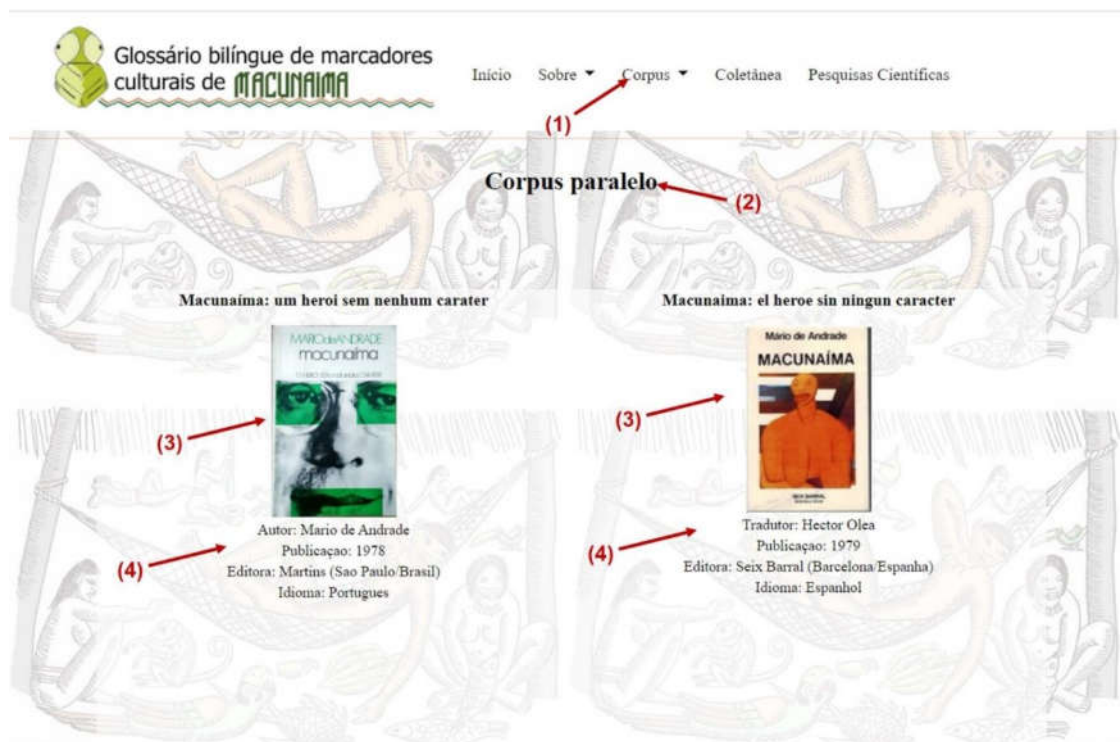 Glossário bilíngue de marcadores
culturais de MACUNAIMA
Início Sobre Corpus Coletânea Pesquisas Científicas
(1)
Corpus paralelo
(2)
Macunaíma: um heroi sem nenhum carater
MARIO de ANDRADE
macunaíma
(3)
Autor: Mario de Andrade
(4)
Publicaçao: 1978
Editora: Martins (Sao Paulo/Brasil)
Idioma: Portugues
Macunaima: el heroe sin ningun caracter
Mário de Andrade
MACUNAÍMA
(3)
SEIX BARRAL
Tradutor: Hector Olea
(4)
Publicaçao: 1979
Editora: Seix Barral (Barcelona/Espanha)
Idioma: Espanhol